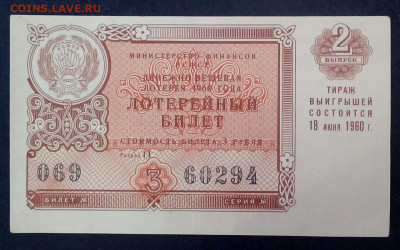 COINS.LAVE.RU
МИНИСТЕРСТВО ФИНАНСОВ
РСФСР
ДЕНЕЖНО-ВЕЩЕВАЯ
ЛОТЕРЕЯ 1960 ГОДА
ЛОТЕРЕЙНЫЙ
БИЛЕТ
СТОИМОСТЬ БИЛЕТА 3 РУБЛЯ
069
3
60294
БИЛЕТ №
СЕРИЯ №
2
ВЫПУСК
ТИРАЖ
ВЫИГРЫШЕЙ
СОСТОИТСЯ
18 ИЮНЯ 1960 г.